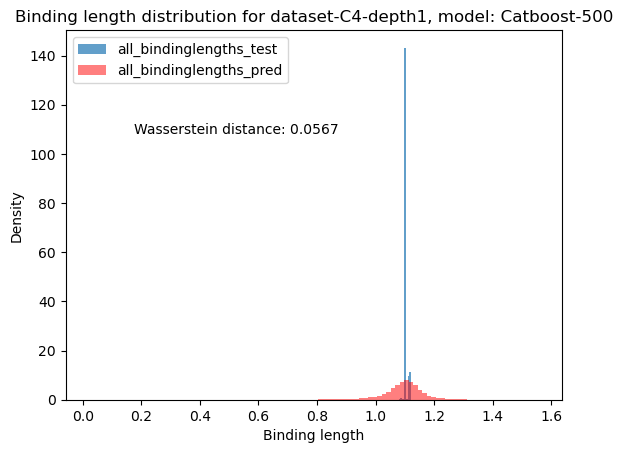 Binding length distribution for dataset-C4-depth1, model: Catboost-500
all_bindinglengths_test
all_bindinglengths_pred
Wasserstein distance: 0.0567
Density
140
120
100
80
60
40
20
0
0.0 0.2 0.4 0.6 0.8 1.0 1.2 1.4 1.6
Binding length